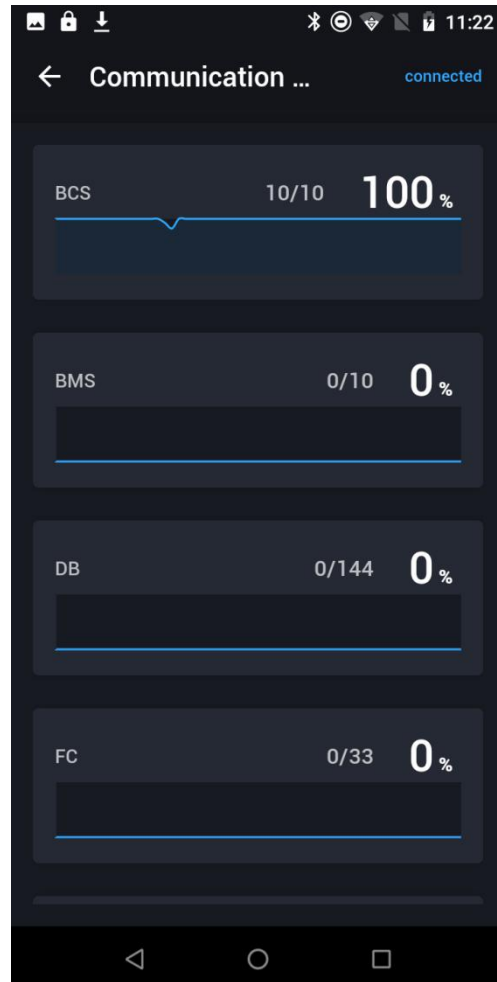 11:22
Communication ...
connected
BCS 10/10 100 %
BMS 0/10 0 %
DB 0/144 0 %
FC 0/33 0 %